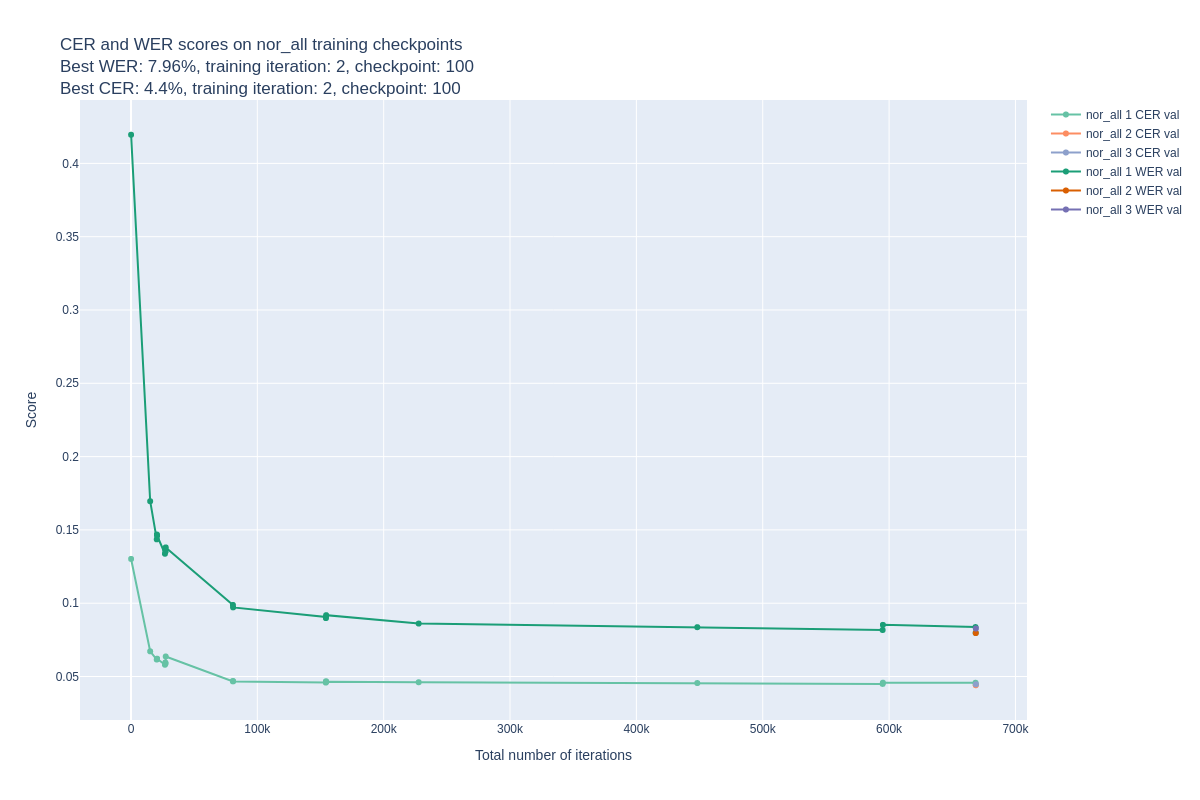 CER and WER scores on nor_all training checkpoints
Best WER: 7.96%, training iteration: 2, checkpoint: 100
Best CER: 4.4%, training iteration: 2, checkpoint: 100
nor_all 1 CER val
nor_all 2 CER val
nor_all 3 CER val
nor_all 1 WER val
nor_all 2 WER val
nor_all 3 WER val
0.4
0.35
0.3
0.25
0.2
0.15
0.1
0.05
Score
0
100k
200k
300k
400k
500k
600k
700k
Total number of iterations